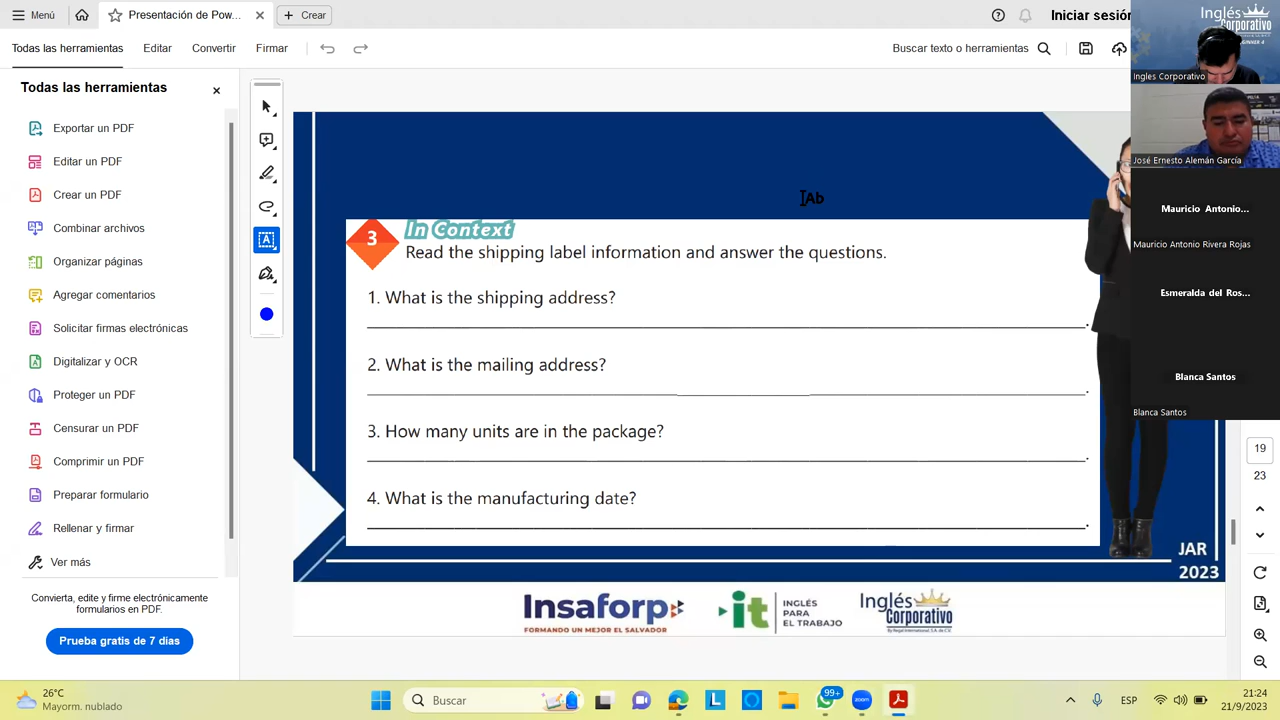 Menú
Presentación de Pow...
Crear
Iniciar sesión
Todas las herramientas
Editar
Convertir
Firmar
Buscar texto o herramientas
Todas las herramientas
Exportar un PDF
Editar un PDF
Crear un PDF
Combinar archivos
Organizar páginas
Agregar comentarios
Solicitar firmas electrónicas
Digitalizar y OCR
Proteger un PDF
Censurar un PDF
Comprimir un PDF
Preparar formulario
Rellenar y firmar
Ver más
Convierta, edite y firme electrónicamente
formularios en PDF.
Prueba gratis de 7 días
Ab
3
In Context
Read the shipping label information and answer the questions.
1. What is the shipping address?
2. What is the mailing address?
3. How many units are in the package?
4. What is the manufacturing date?
JAR
2023
Insaforp
FORMANDO UN MEJOR EL SALVADOR
it
INGLÉS
PARA
EL TRABAJO
Inglés
Corporativo
By Regal International, S.A. de C.V.
Inglés
Corporativo
Ingles Corporativo
José Ernesto Alemán García
Mauricio Antonio...
Mauricio Antonio Rivera Rojas
Esmeralda del Ros...
Blanca Santos
Blanca Santos
19
23
26°C
Mayorm. nublado
Buscar
99+
zoom
ESP
21:24
21/9/2023